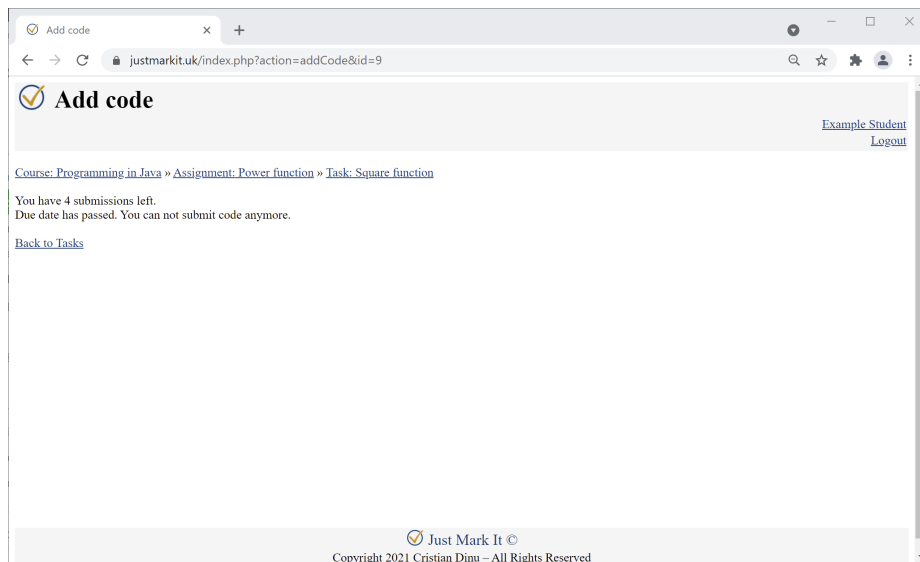 Add code
justmarkit.uk/index.php?action=addCode&id=9
Add code
Example Student
Logout
Course: Programming in Java » Assignment: Power function » Task: Square function
You have 4 submissions left.
Due date has passed. You can not submit code anymore.
Back to Tasks
Just Mark It ©
Copyright 2021 Cristian Dinu – All Rights Reserved